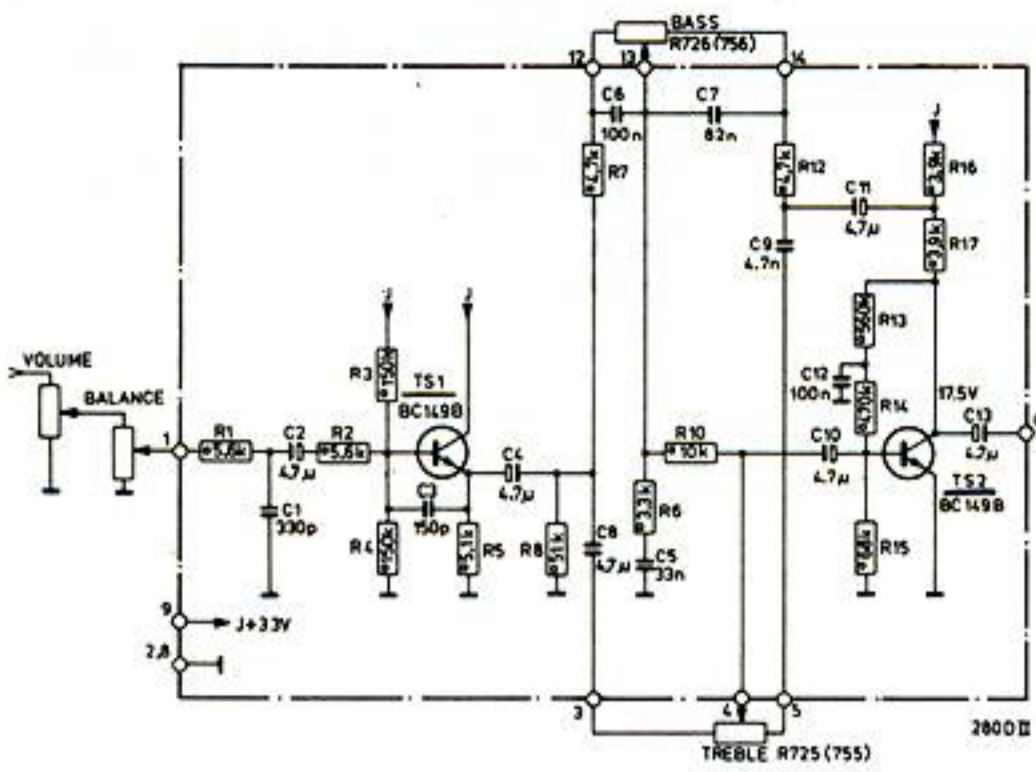 BASS
R726 (756)
12
13
14
C6
100n
C7
82n
J
*4,7k
R7
*4,7k
R12
*3,9k
R16
C11
4.7µ
C9
4.7n
*3,9k
R17
J
J
*560k
R13
VOLUME
BALANCE
R3
*150k
TS1
BC149B
C12
100n
*470k
R14
17.5V
1
R1
*5,6k
C2
4.7µ
R2
*5,6k
C4
4.7µ
R10
*10k
C10
4.7µ
C13
4.7µ
TS2
BC149B
C1
330p
C3
150p
R4
*150k
*5,1k
R5
R8
*51k
C8
4.7µ
*3,3k
R6
C5
33n
*68k
R15
9
J+33V
2,8
3
4
5
2800 II
TREBLE R725 (755)